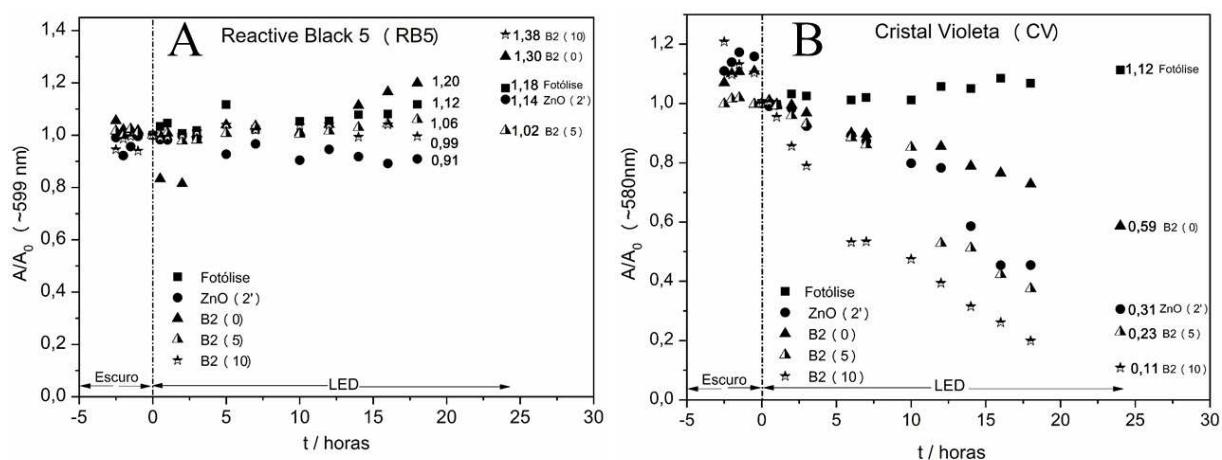 A Reactive Black 5 ( RB5)
1,4
1,2
1,0
0,8
0,6
0,4
0,2
0,0
A/A0 ( ~599 nm)
1,38 B2 ( 10)
1,30 B2 ( 0)
1,18 Fotólise
1,14 ZnO ( 2')
1,02 B2 ( 5)
1,20
1,12
1,06
0,99
0,91
Fotólise
ZnO ( 2')
B2 ( 0)
B2 ( 5)
B2 ( 10)
Escuro
LED
-5 0 5 10 15 20 25 30
t / horas
B Cristal Violeta ( CV)
1,2
1,0
0,8
0,6
0,4
0,2
0,0
A/A0 ( ~580nm)
1,12 Fotólise
0,59 B2 ( 0)
0,31 ZnO ( 2')
0,23 B2 ( 5)
0,11 B2 ( 10)
Fotólise
ZnO ( 2')
B2 ( 0)
B2 ( 5)
B2 ( 10)
Escuro
LED
-5 0 5 10 15 20 25 30
t / horas